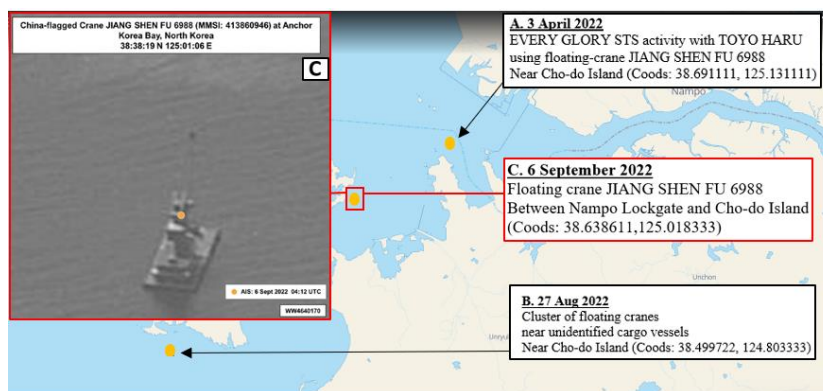 China-flagged Crane JIANG SHEN FU 6988 (MMSI: 413860946) at Anchor
Korea Bay, North Korea
38:38:19 N 125:01:06 E
C
AIS: 6 Sept 2022 04:12 UTC
WW4640170
A. 3 April 2022
EVERY GLORY STS activity with TOYO HARU
using floating-crane JIANG SHEN FU 6988
Near Cho-do Island (Coods: 38.691111, 125.131111)
Nampo
C. 6 September 2022
Floating crane JIANG SHEN FU 6988
Between Nampo Lockgate and Cho-do Island
(Coods: 38.638611,125.018333)
Unchon
B. 27 Aug 2022
Cluster of floating cranes
near unidentified cargo vessels
Near Cho-do Island (Coods: 38.499722, 124.803333)